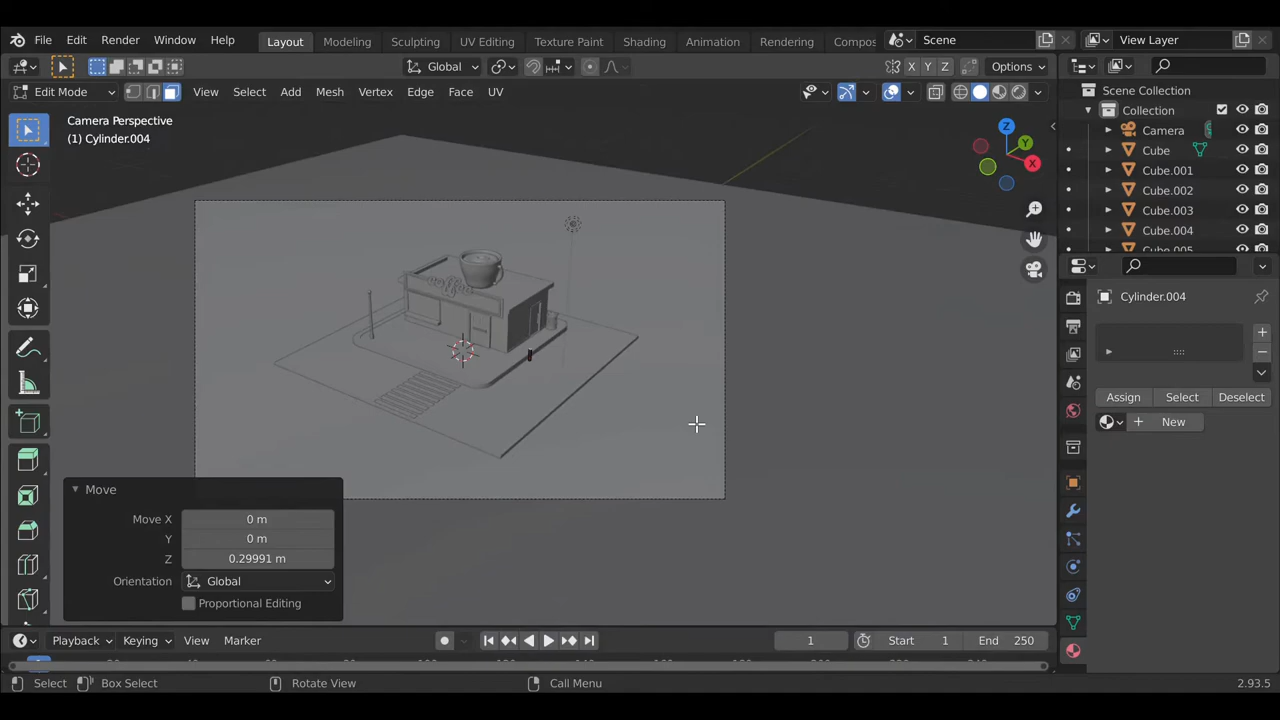 File Edit Render Window Help Layout Modeling Sculpting UV Editing Texture Paint Shading Animation Rendering Compos Scene View Layer
Global X Y Z Options
Edit Mode View Select Add Mesh Vertex Edge Face UV
Camera Perspective
(1) Cylinder.004
Z
Y
X
coffee
Scene Collection
Collection
Camera
Cube
Cube.001
Cube.002
Cube.003
Cube.004
Cube.005
Cylinder.004
Assign Select Deselect
New
Move
Move X 0 m
Y 0 m
Z 0.29991 m
Orientation Global
Proportional Editing
Playback Keying View Marker 1 Start 1 End 250
Select Box Select Rotate View Call Menu 2.93.5